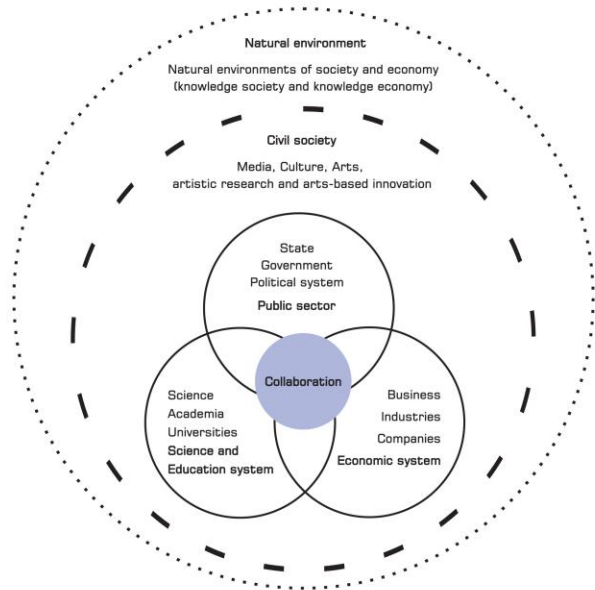 Natural environment
Natural environments of society and economy
(knowledge society and knowledge economy)
Civil society
Media, Culture, Arts,
artistic research and arts-based innovation
State
Government
Political system
Public sector
Collaboration
Science
Academia
Universities
Science and
Education system
Business
Industries
Companies
Economic system